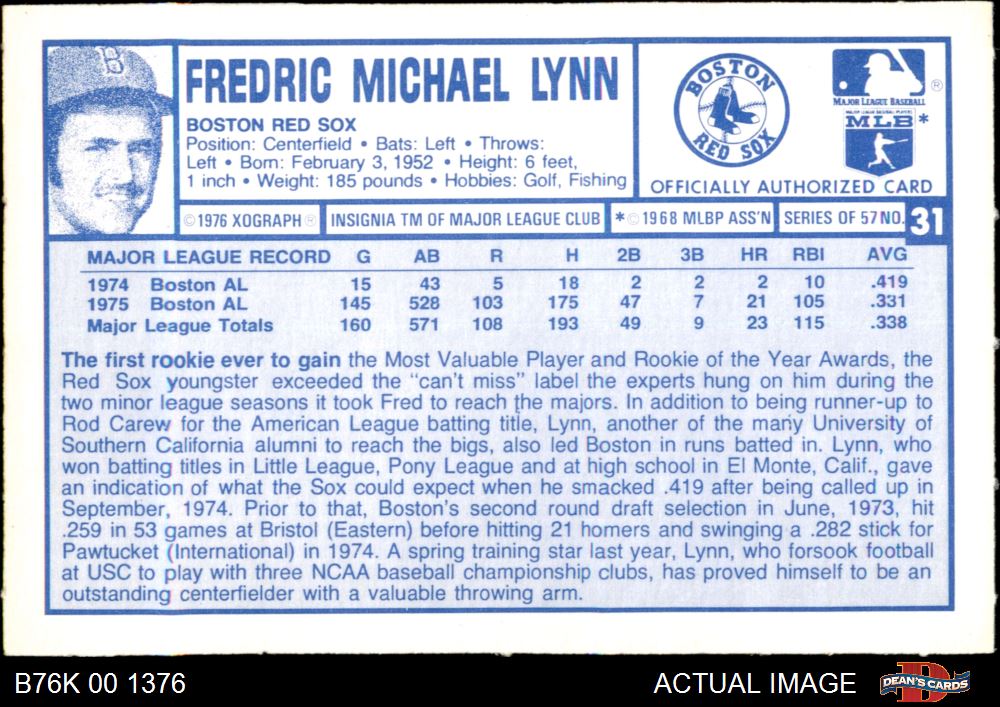 FREDRIC MICHAEL LYNN
BOSTON RED SOX
Position: Centerfield • Bats: Left • Throws:
Left • Born: February 3, 1952 • Height: 6 feet,
1 inch • Weight: 185 pounds • Hobbies: Golf, Fishing
B
BOSTON
RED SOX
®
MAJOR LEAGUE BASEBALL
MAJOR LEAGUE BASEBALL PLAYERS
MLB*
OFFICIALLY AUTHORIZED CARD
©1976 XOGRAPH® INSIGNIA TM OF MAJOR LEAGUE CLUB *©1968 MLBP ASS'N SERIES OF 57 NO. 31
MAJOR LEAGUE RECORD G AB R H 2B 3B HR RBI AVG
1974 Boston AL 15 43 5 18 2 2 2 10 .419
1975 Boston AL 145 528 103 175 47 7 21 105 .331
Major League Totals 160 571 108 193 49 9 23 115 .338
The first rookie ever to gain the Most Valuable Player and Rookie of the Year Awards, the
Red Sox youngster exceeded the "can't miss" label the experts hung on him during the
two minor league seasons it took Fred to reach the majors. In addition to being runner-up to
Rod Carew for the American League batting title, Lynn, another of the many University of
Southern California alumni to reach the bigs, also led Boston in runs batted in. Lynn, who
won batting titles in Little League, Pony League and at high school in El Monte, Calif., gave
an indication of what the Sox could expect when he smacked .419 after being called up in
September, 1974. Prior to that, Boston's second round draft selection in June, 1973, hit
.259 in 53 games at Bristol (Eastern) before hitting 21 homers and swinging a .282 stick for
Pawtucket (International) in 1974. A spring training star last year, Lynn, who forsook football
at USC to play with three NCAA baseball championship clubs, has proved himself to be an
outstanding centerfielder with a valuable throwing arm.
B76K 00 1376
ACTUAL IMAGE
D
DEAN'S CARDS